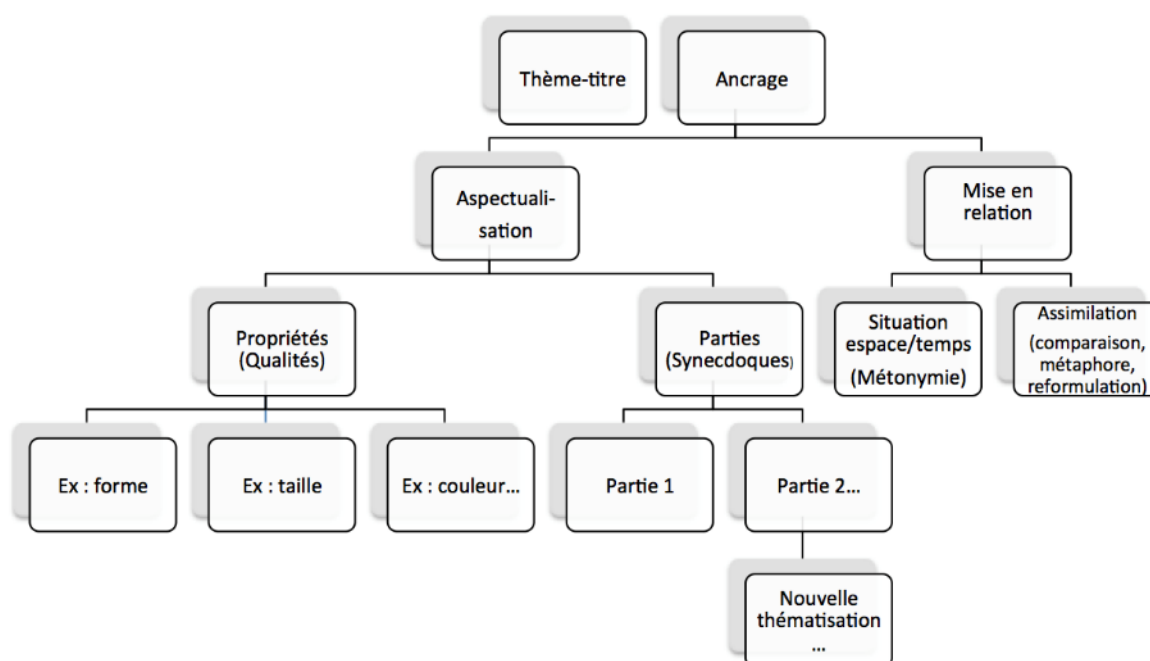 Thème-titre
Ancrage
Aspectuali-
sation
Mise en
relation
Propriétés
(Qualités)
Parties
(Synecdoques)
Situation
espace/temps
(Métonymie)
Assimilation
(comparaison,
métaphore,
reformulation)
Ex : forme
Ex : taille
Ex : couleur…
Partie 1
Partie 2…
Nouvelle
thématisation
…